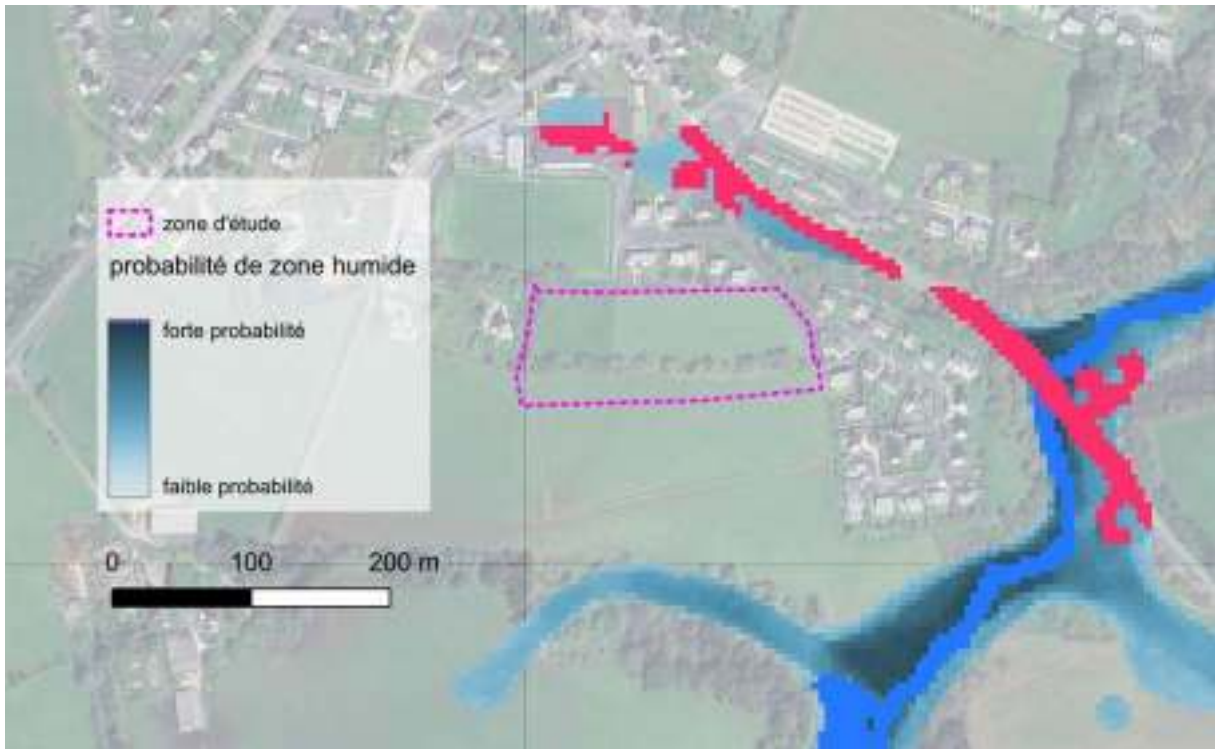 zone d'étude
probabilité de zone humide
forte probabilité
faible probabilité
0 100 200 m